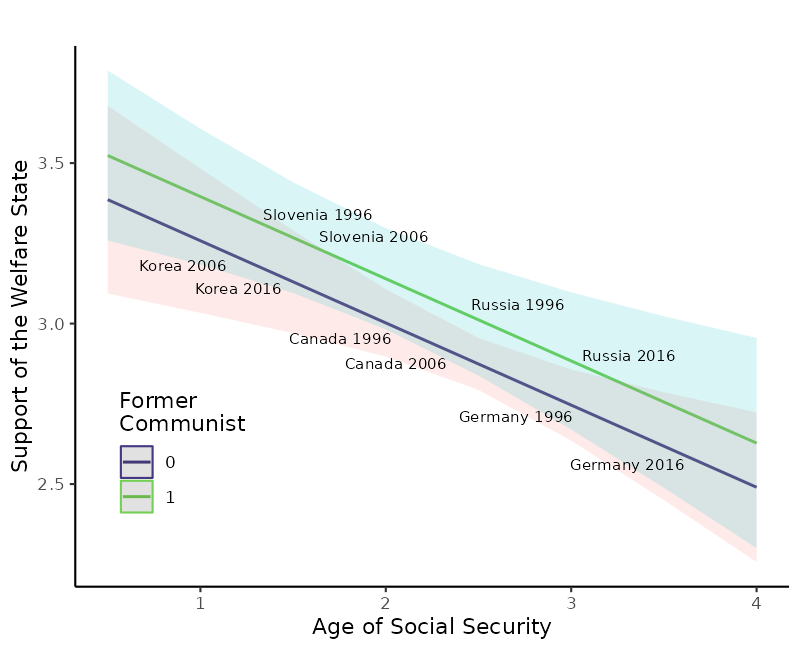 Support of the Welfare State
3.5
3.0
2.5
Slovenia 1996
Slovenia 2006
Korea 2006
Korea 2016
Russia 1996
Canada 1996
Russia 2016
Canada 2006
Germany 1996
Germany 2016
Former
Communist
0
1
1
2
3
4
Age of Social Security